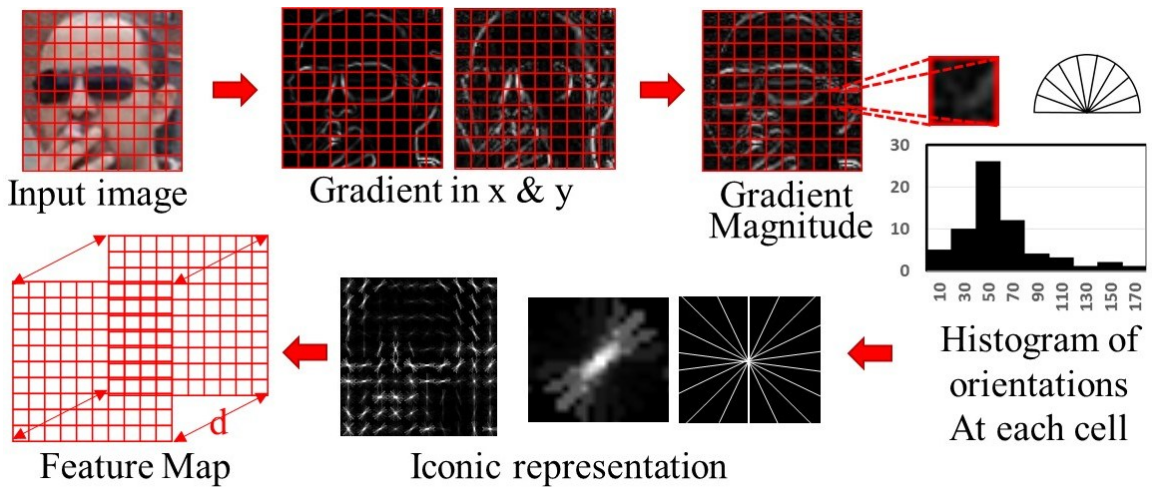 Input image
Gradient in x & y
Gradient
Magnitude
30
20
10
0
10 30 50 70 90 110 130 150 170
Histogram of
orientations
At each cell
Iconic representation
Feature Map
d